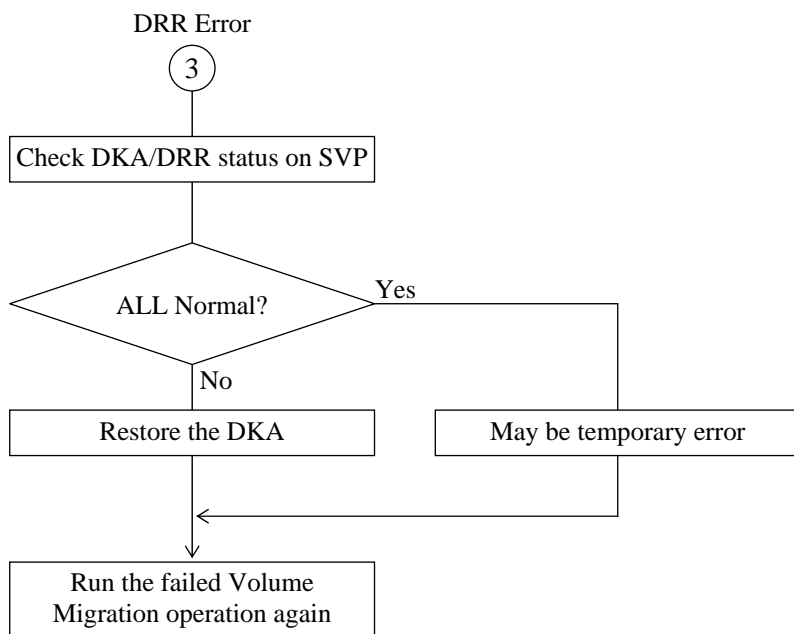 DRR Error
3
Check DKA/DRR status on SVP
ALL Normal?
Yes
No
Restore the DKA
May be temporary error
Run the failed Volume
Migration operation again